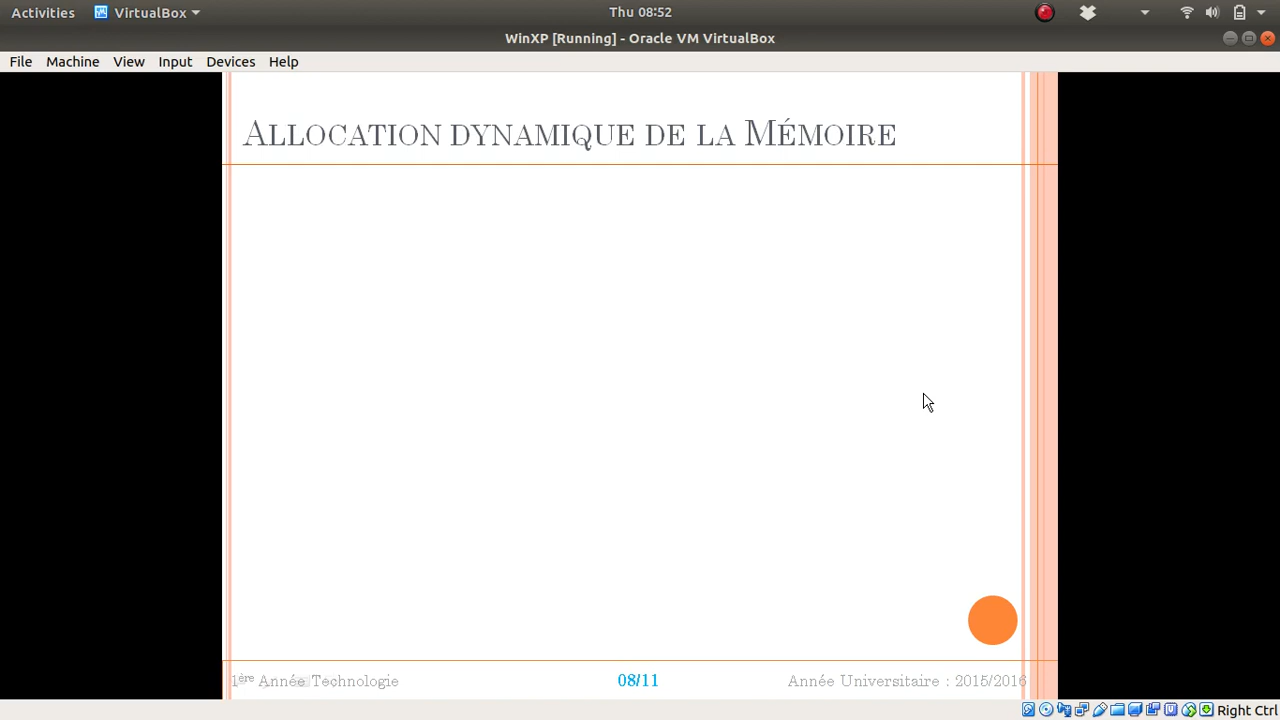 Activities VirtualBox Thu 08:52
WinXP [Running] - Oracle VM VirtualBox
File Machine View Input Devices Help
Allocation dynamique de la Mémoire
1ère Année Technologie 08/11 Année Universitaire : 2015/2016
Right Ctrl